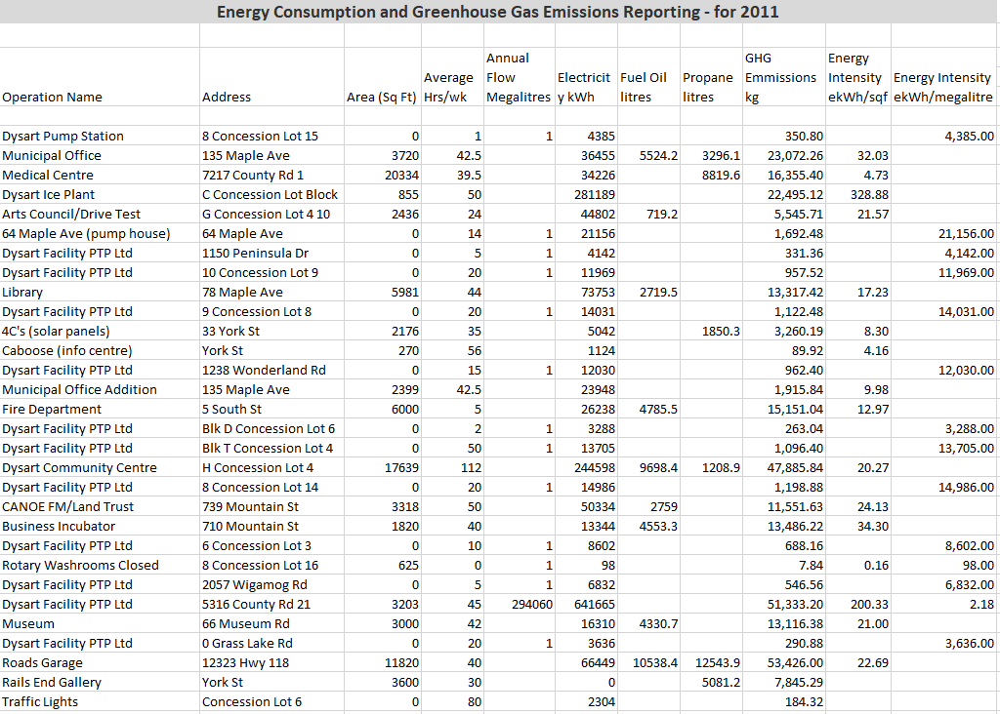 Energy Consumption and Greenhouse Gas Emissions Reporting - for 2011
Annual GHG Energy
Average Flow Electricit Fuel Oil Propane Emmissions Intensity Energy Intensity
Operation Name Address Area (Sq Ft) Hrs/wk Megalitres y kWh litres litres kg ekWh/sqf ekWh/megalitre
Dysart Pump Station 8 Concession Lot 15 0 1 1 4385 350.80 4,385.00
Municipal Office 135 Maple Ave 3720 42.5 36455 5524.2 3296.1 23,072.26 32.03
Medical Centre 7217 County Rd 1 20334 39.5 34226 8819.6 16,355.40 4.73
Dysart Ice Plant C Concession Lot Block 855 50 281189 22,495.12 328.88
Arts Council/Drive Test G Concession Lot 4 10 2436 24 44802 719.2 5,545.71 21.57
64 Maple Ave (pump house) 64 Maple Ave 0 14 1 21156 1,692.48 21,156.00
Dysart Facility PTP Ltd 1150 Peninsula Dr 0 5 1 4142 331.36 4,142.00
Dysart Facility PTP Ltd 10 Concession Lot 9 0 20 1 11969 957.52 11,969.00
Library 78 Maple Ave 5981 44 73753 2719.5 13,317.42 17.23
Dysart Facility PTP Ltd 9 Concession Lot 8 0 20 1 14031 1,122.48 14,031.00
4C's (solar panels) 33 York St 2176 35 5042 1850.3 3,260.19 8.30
Caboose (info centre) York St 270 56 1124 89.92 4.16
Dysart Facility PTP Ltd 1238 Wonderland Rd 0 15 1 12030 962.40 12,030.00
Municipal Office Addition 135 Maple Ave 2399 42.5 23948 1,915.84 9.98
Fire Department 5 South St 6000 5 26238 4785.5 15,151.04 12.97
Dysart Facility PTP Ltd Blk D Concession Lot 6 0 2 1 3288 263.04 3,288.00
Dysart Facility PTP Ltd Blk T Concession Lot 4 0 50 1 13705 1,096.40 13,705.00
Dysart Community Centre H Concession Lot 4 17639 112 244598 9698.4 1208.9 47,885.84 20.27
Dysart Facility PTP Ltd 8 Concession Lot 14 0 20 1 14986 1,198.88 14,986.00
CANOE FM/Land Trust 739 Mountain St 3318 50 50334 2759 11,551.63 24.13
Business Incubator 710 Mountain St 1820 40 13344 4553.3 13,486.22 34.30
Dysart Facility PTP Ltd 6 Concession Lot 3 0 10 1 8602 688.16 8,602.00
Rotary Washrooms Closed 8 Concession Lot 16 625 0 1 98 7.84 0.16 98.00
Dysart Facility PTP Ltd 2057 Wigamog Rd 0 5 1 6832 546.56 6,832.00
Dysart Facility PTP Ltd 5316 County Rd 21 3203 45 294060 641665 51,333.20 200.33 2.18
Museum 66 Museum Rd 3000 42 16310 4330.7 13,116.38 21.00
Dysart Facility PTP Ltd 0 Grass Lake Rd 0 20 1 3636 290.88 3,636.00
Roads Garage 12323 Hwy 118 11820 40 66449 10538.4 12543.9 53,426.00 22.69
Rails End Gallery York St 3600 30 0 5081.2 7,845.29
Traffic Lights Concession Lot 6 0 80 2304 184.32